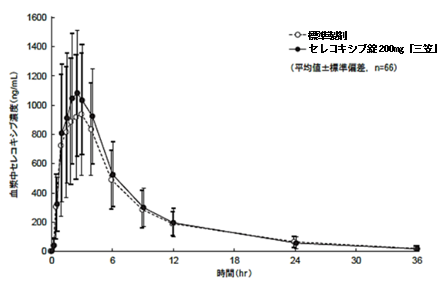 標準製剤
セレコキシブ錠200mg「三笠」
(平均値±標準偏差，n=66)
血漿中セレコキシブ濃度(ng/mL)
1600
1400
1200
1000
800
600
400
200
0
0 6 12 18 24 30 36
時間(hr)